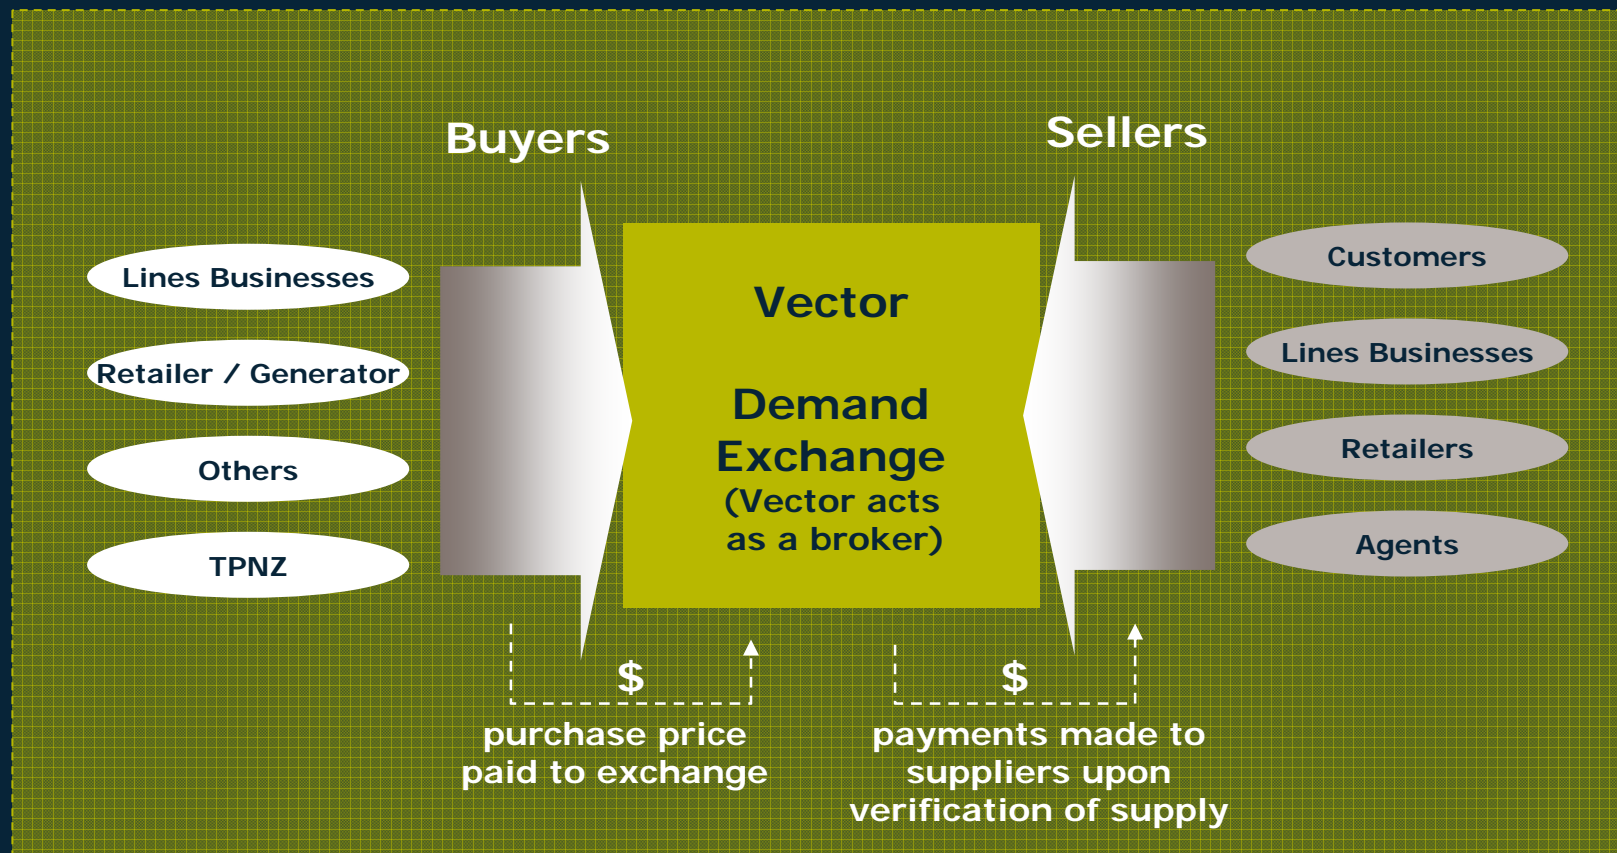 Buyers
Sellers
Lines Businesses
Retailer / Generator
Others
TPNZ
Vector
Demand
Exchange
(Vector acts
as a broker)
Customers
Lines Businesses
Retailers
Agents
$
purchase price
paid to exchange
$
payments made to
suppliers upon
verification of supply